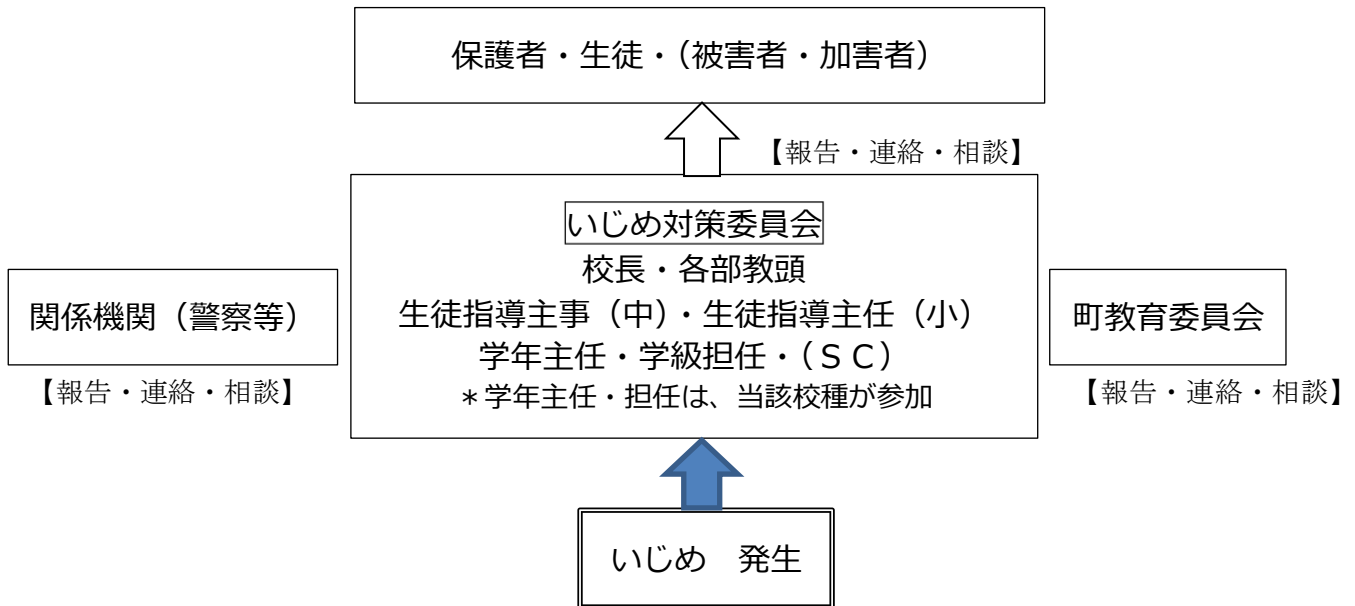 保護者・生徒・（被害者・加害者）
【報告・連絡・相談】
いじめ対策委員会
校長・各部教頭
生徒指導主事（中）・生徒指導主任（小）
学年主任・学級担任・（ＳＣ）
＊学年主任・担任は、当該校種が参加
関係機関（警察等）
【報告・連絡・相談】
町教育委員会
【報告・連絡・相談】
いじめ　発生